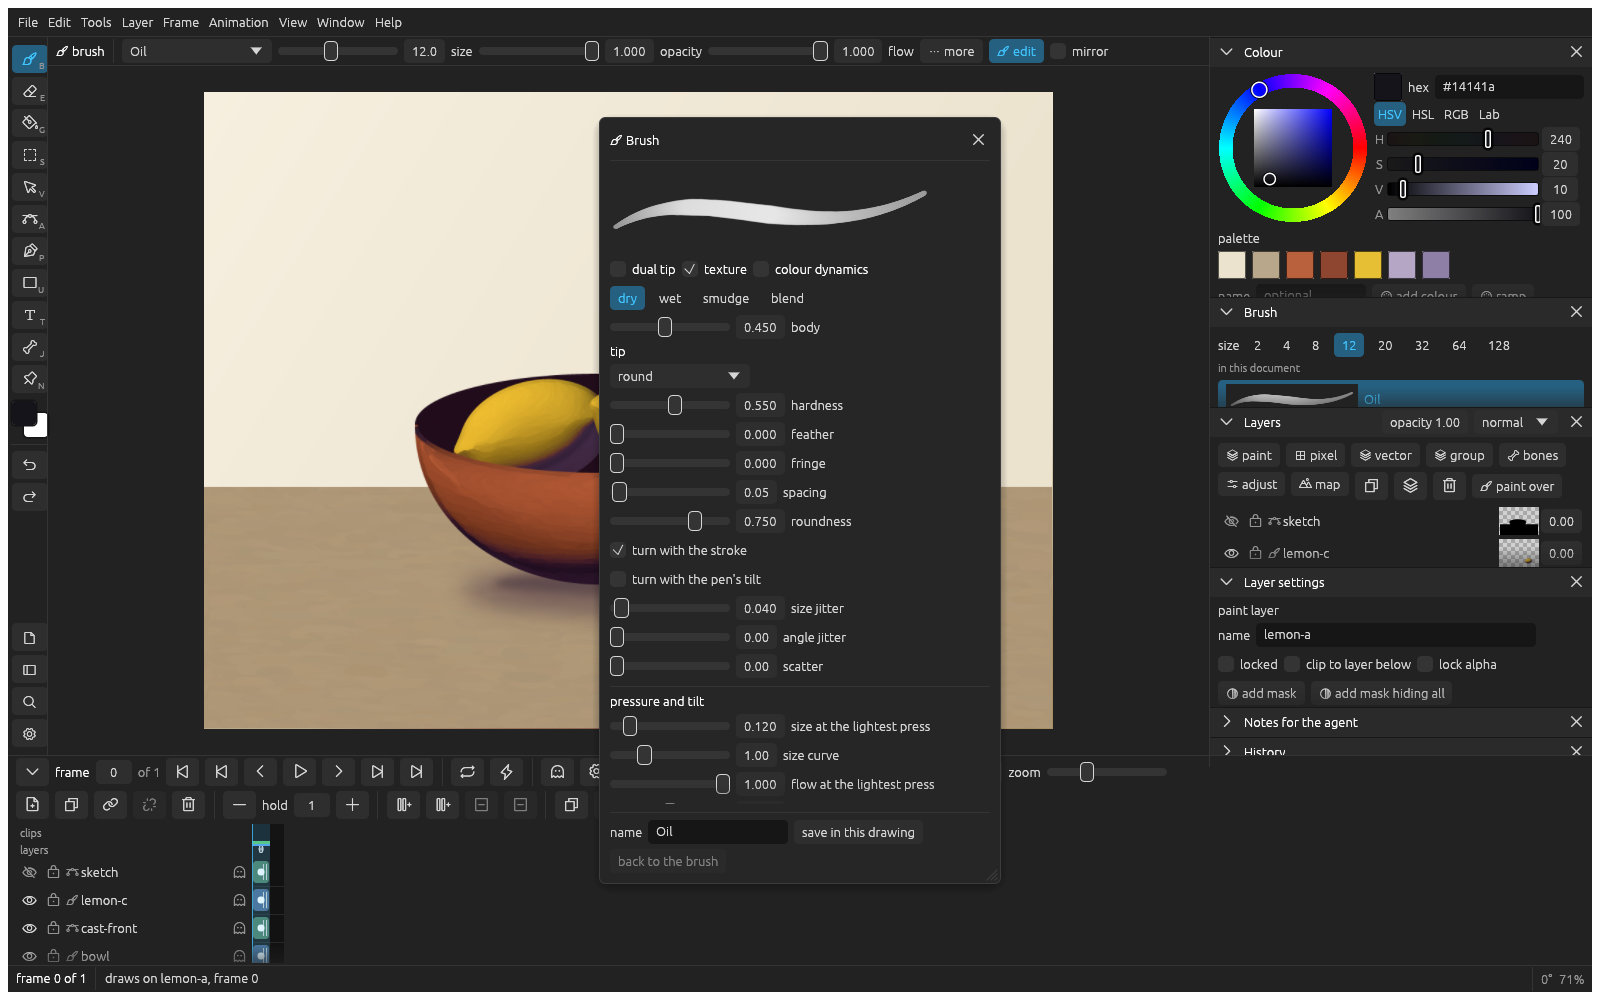 File Edit Tools Layer Frame Animation View Window Help
brush Oil 12.0 size 1.000 opacity 1.000 flow ··· more edit mirror
B
E
G
S
V
A
P
U
T T
J
N
Brush
dual tip texture colour dynamics
dry wet smudge blend
0.450 body
tip
round
0.550 hardness
0.000 feather
0.000 fringe
0.05 spacing
0.750 roundness
turn with the stroke
turn with the pen's tilt
0.040 size jitter
0.00 angle jitter
0.00 scatter
pressure and tilt
0.120 size at the lightest press
1.00 size curve
1.000 flow at the lightest press
name Oil save in this drawing
back to the brush
Colour
hex #14141a
HSV HSL RGB Lab
H 240
S 20
V 10
A 100
palette
name optional add colour ramp
Brush
size 2 4 8 12 20 32 64 128
in this document
Oil
Layers opacity 1.00 normal
paint pixel vector group bones
adjust map paint over
sketch 0.00
lemon-c 0.00
Layer settings
paint layer
name lemon-a
locked clip to layer below lock alpha
add mask add mask hiding all
Notes for the agent
History
frame 0 of 1 zoom
hold 1
clips
layers 0
sketch
lemon-c
cast-front
bowl
frame 0 of 1 draws on lemon-a, frame 0 0° 71%